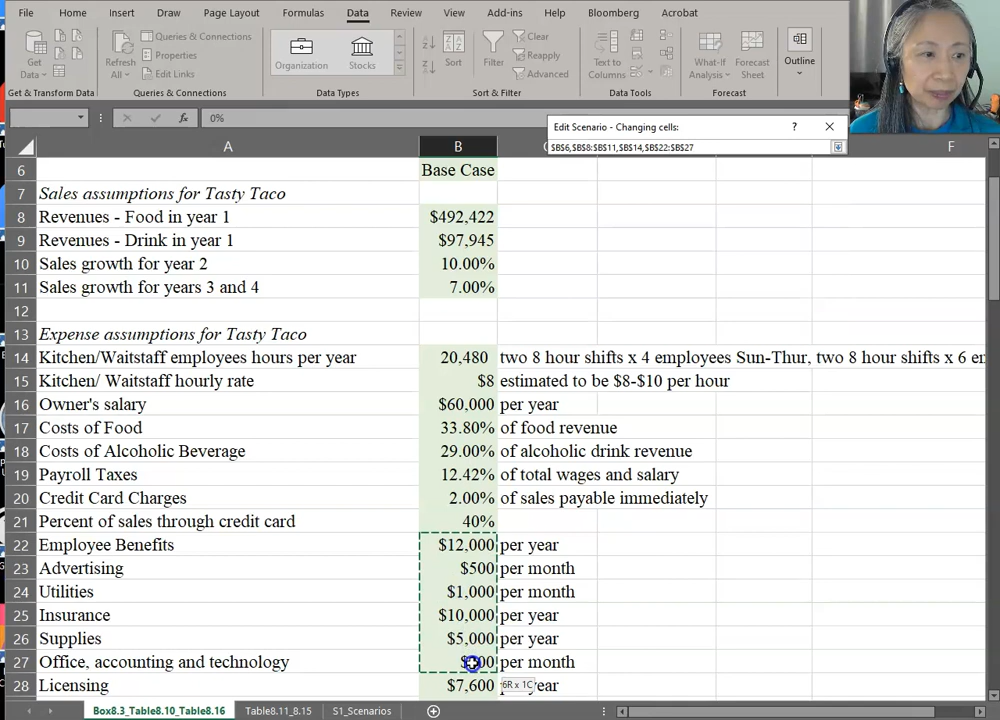 File Home Insert Draw Page Layout Formulas Data Review View Add-ins Help Bloomberg Acrobat
Get Data Refresh All Queries & Connections Properties Edit Links Organization Stocks Sort Filter Clear Reapply Advanced Text to Columns What-If Analysis Forecast Sheet Outline
Get & Transform Data Queries & Connections Data Types Sort & Filter Data Tools Forecast
fx 0%
Edit Scenario - Changing cells: ?
$B$6,$B$8:$B$11,$B$14,$B$22:$B$27
A B F
6 Base Case
7 Sales assumptions for Tasty Taco
8 Revenues - Food in year 1 $492,422
9 Revenues - Drink in year 1 $97,945
10 Sales growth for year 2 10.00%
11 Sales growth for years 3 and 4 7.00%
12
13 Expense assumptions for Tasty Taco
14 Kitchen/Waitstaff employees hours per year 20,480 two 8 hour shifts x 4 employees Sun-Thur, two 8 hour shifts x 6 em
15 Kitchen/ Waitstaff hourly rate $8 estimated to be $8-$10 per hour
16 Owner's salary $60,000 per year
17 Costs of Food 33.80% of food revenue
18 Costs of Alcoholic Beverage 29.00% of alcoholic drink revenue
19 Payroll Taxes 12.42% of total wages and salary
20 Credit Card Charges 2.00% of sales payable immediately
21 Percent of sales through credit card 40%
22 Employee Benefits $12,000 per year
23 Advertising $500 per month
24 Utilities $1,000 per month
25 Insurance $10,000 per year
26 Supplies $5,000 per year
27 Office, accounting and technology per month
28 Licensing $7,600 6R x 1C year
Box8.3_Table8.10_Table8.16 Table8.11_8.15 S1_Scenarios